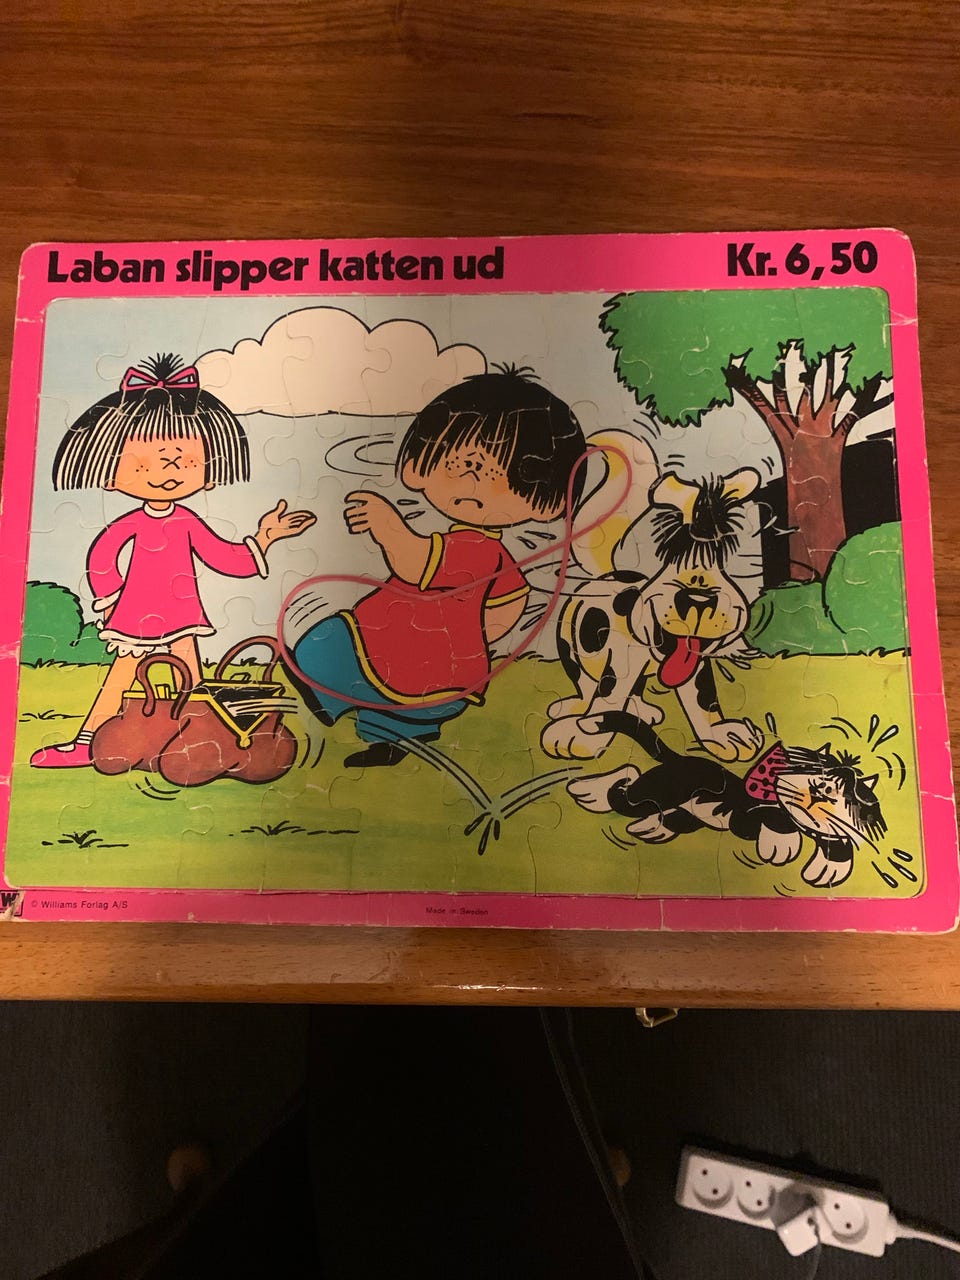 Laban slipper katten ud
Kr. 6,50
W
© Williams Forlag A/S
Made in Sweden